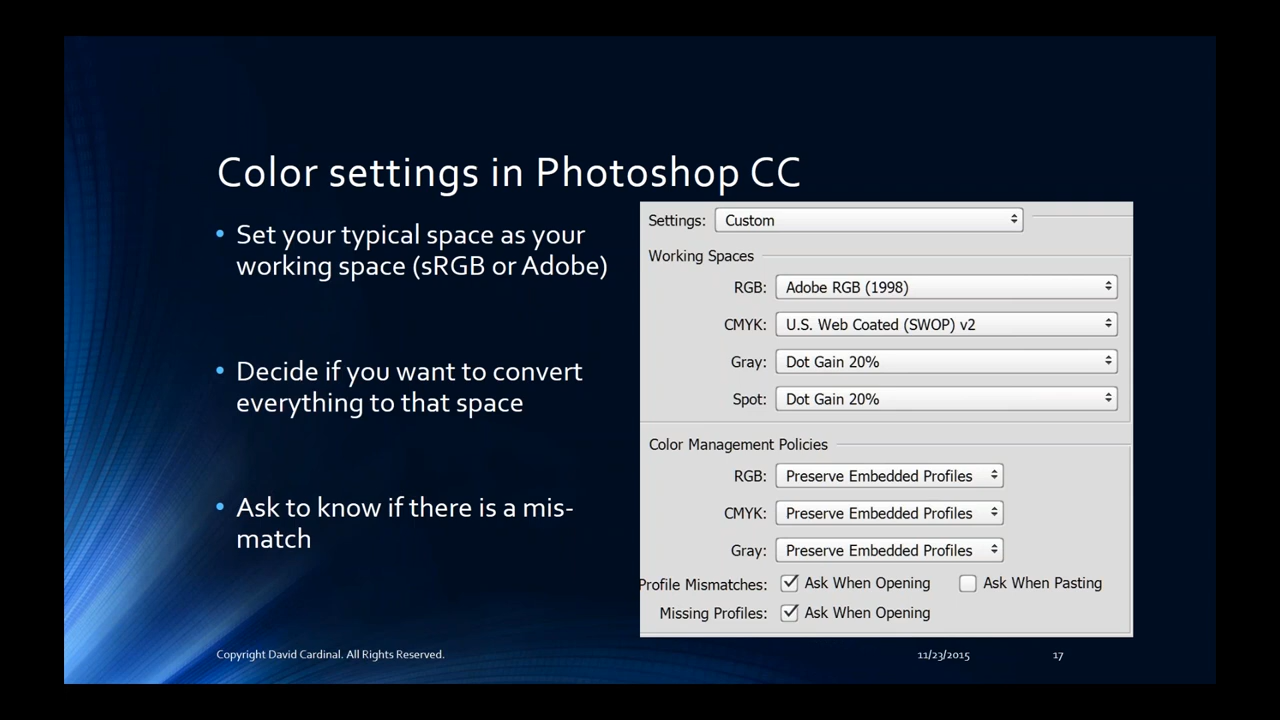 Color settings in Photoshop CC
• Set your typical space as your
working space (sRGB or Adobe)
• Decide if you want to convert
everything to that space
• Ask to know if there is a mis-
match
Settings: Custom
Working Spaces
RGB: Adobe RGB (1998)
CMYK: U.S. Web Coated (SWOP) v2
Gray: Dot Gain 20%
Spot: Dot Gain 20%
Color Management Policies
RGB: Preserve Embedded Profiles
CMYK: Preserve Embedded Profiles
Gray: Preserve Embedded Profiles
Profile Mismatches: Ask When Opening Ask When Pasting
Missing Profiles: Ask When Opening
Copyright David Cardinal. All Rights Reserved. 11/23/2015 17